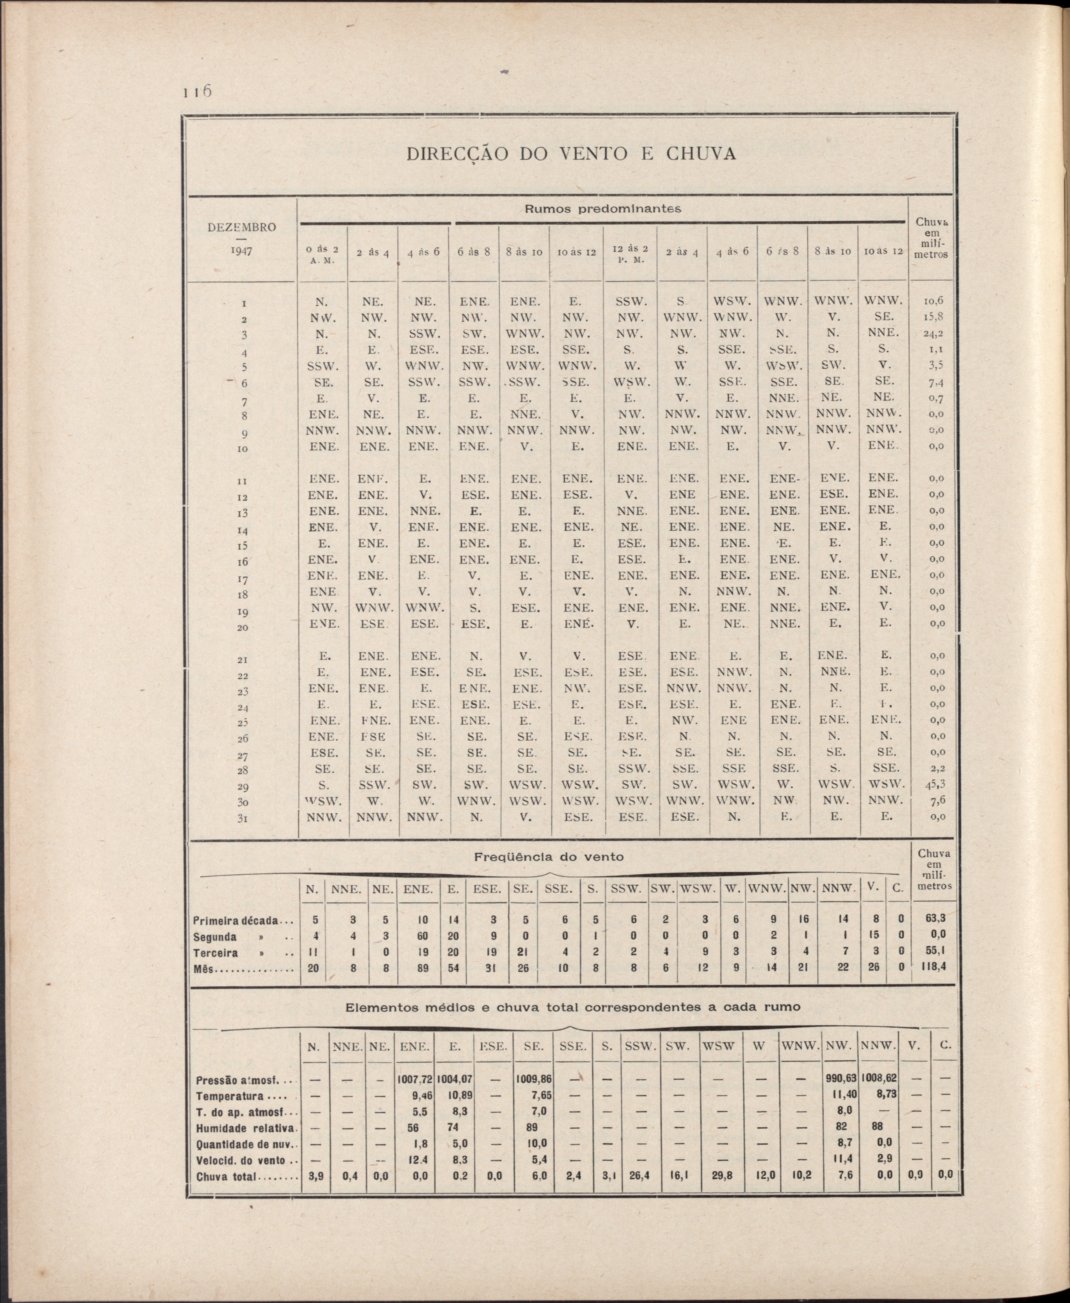 116
DIRECÇÃO DO VENTO E CHUVA
DEZEMBRO
—
1947
Rumos predominantes
Chuva em milí- metros
0 ás 2 A. M. 2 ás 4 4 ás 6 6 ás 8 8 ás 10 10 ás 12 12 ás 2 P. M. 2 ás 4 4 ás 6 6 ás 8 8 ás 10 10 ás 12
1 N. NE. NE. ENE. ENE. E. SSW. S. WSW. WNW. WNW. WNW. 10,6
2 NW. NW. NW. NW. NW. NW. NW. WNW. WNW. W. V. SE. 15,8
3 N. N. SSW. SW. WNW. NW. NW. NW. NW. N. N. NNE. 24,2
4 E. E. ESE. ESE. ESE. SSE. S. S. SSE. SSE. S. S. 1,1
5 SSW. W. WNW. NW. WNW. WNW. W. W W. WSW. SW. V. 3,5
6 SE. SE. SSW. SSW. SSW. SSE. WSW. W. SSE. SSE. SE. SE. 7,4
7 E. V. E. E. E. E. E. V. E. NNE. NE. NE. 0,7
8 ENE. NE. E. E. NNE. V. NW. NNW. NNW. NNW. NNW. NNW. 0,0
9 NNW. NNW. NNW. NNW. NNW. NNW. NW. NW. NW. NNW. NNW. NNW. 0,0
10 ENE. ENE. ENE. ENE. V. E. ENE. ENE. E. V. V. ENE. 0,0
11 ENE. ENE. E. ENE. ENE. ENE. ENE. ENE. ENE. ENE- ENE. ENE. 0,0
12 ENE. ENE. V. ESE. ENE. ESE. V. ENE ENE. ENE. ESE. ENE. 0,0
13 ENE. ENE. NNE. E. E. E. NNE. ENE. ENE. ENE. ENE. ENE. 0,0
14 ENE. V. ENE. ENE. ENE. ENE. NE. ENE. ENE. NE. ENE. E. 0,0
15 E. ENE. E. ENE. E. E. ESE. ENE. ENE. E. E. E. 0,0
16 ENE. V ENE. ENE. ENE. E. ESE. E. ENE. ENE. V. V. 0,0
17 ENE. ENE. E. V. E. ENE. ENE. ENE. ENE. ENE. ENE. ENE. 0,0
18 ENE V. V. V. V. V. V. N. NNW. N. N. N. 0,0
19 NW. WNW. WNW. S. ESE. ENE. ENE. ENE. ENE. NNE. ENE. V. 0,0
20 ENE. ESE. ESE. ESE. E. ENE. V. E. NE. NNE. E. E. 0,0
21 E. ENE. ENE. N. V. V. ESE. ENE. E. E. ENE. E. 0,0
22 E. ENE. ESE. SE. ESE. ESE. ESE. ESE. NNW. N. NNE. E. 0,0
23 ENE. ENE. E. ENE. ENE. NW. ESE. NNW. NNW. N. N. E. 0,0
24 E. E. ESE. ESE. ESE. E. ESE. ESE. E. ENE. E. E. 0,0
25 ENE. ENE. ENE. ENE. E. E. E. NW. ENE ENE. ENE. ENE. 0,0
26 ENE. ESE SE. SE. SE. ESE. ESE. N. N. N. N. N. 0,0
27 ESE. SE. SE. SE. SE. SE. SE. SE. SE. SE. SE. SE. 0,0
28 SE. SE. SE. SE. SE. SE. SSW. SSE. SSE SSE. S. SSE. 2,2
29 S. SSW. SW. SW. WSW. WSW. SW. SW. WSW. W. WSW. WSW. 45,3
30 WSW. W. W. WNW. WSW. WSW. WSW. WNW. WNW. NW NW. NNW. 7,6
31 NNW. NNW. NNW. N. V. ESE. ESE. ESE. N. E. E. E. 0,0
Freqüência do vento
Chuva em milí- metros
N. NNE. NE. ENE. E. ESE. SE. SSE. S. SSW. SW. WSW. W. WNW. NW. NNW. V. C.
Primeira década... 5 3 5 10 14 3 5 6 5 6 2 3 6 9 16 14 8 0 63,3
Segunda » .. 4 4 3 60 20 9 0 0 1 0 0 0 0 2 1 1 15 0 0,0
Terceira » .. 11 1 0 19 20 19 21 4 2 2 4 9 3 3 4 7 3 0 55,1
Mês............... 20 8 8 89 54 31 26 10 8 8 6 12 9 14 21 22 26 0 118,4
Elementos médios e chuva total correspondentes a cada rumo
N. NNE. NE. ENE. E. ESE. SE. SSE. S. SSW. SW. WSW W WNW. NW. NNW. V. C.
Pressão atmosf. .. — — — 1007,72 1004,07 — 1009,86 — — — — — — — 990,63 1008,62 — —
Temperatura .... — — — 9,46 10,89 — 7,65 — — — — — — — 11,40 8,73 — —
T. do ap. atmosf... — — — 5,5 8,3 — 7,0 — — — — — — — 8,0 — — —
Humidade relativa. — — — 56 74 — 89 — — — — — — — 82 88 — —
Quantidade de nuv.. — — — 1,8 5,0 — 10,0 — — — — — — — 8,7 0,0 — —
Velocid. do vento .. — — — 12,4 8,3 — 5,4 — — — — — — — 11,4 2,9 — —
Chuva total........ 3,9 0,4 0,0 0,0 0,2 0,0 6,0 2,4 3,1 26,4 16,1 29,8 12,0 10,2 7,6 0,0 0,9 0,0